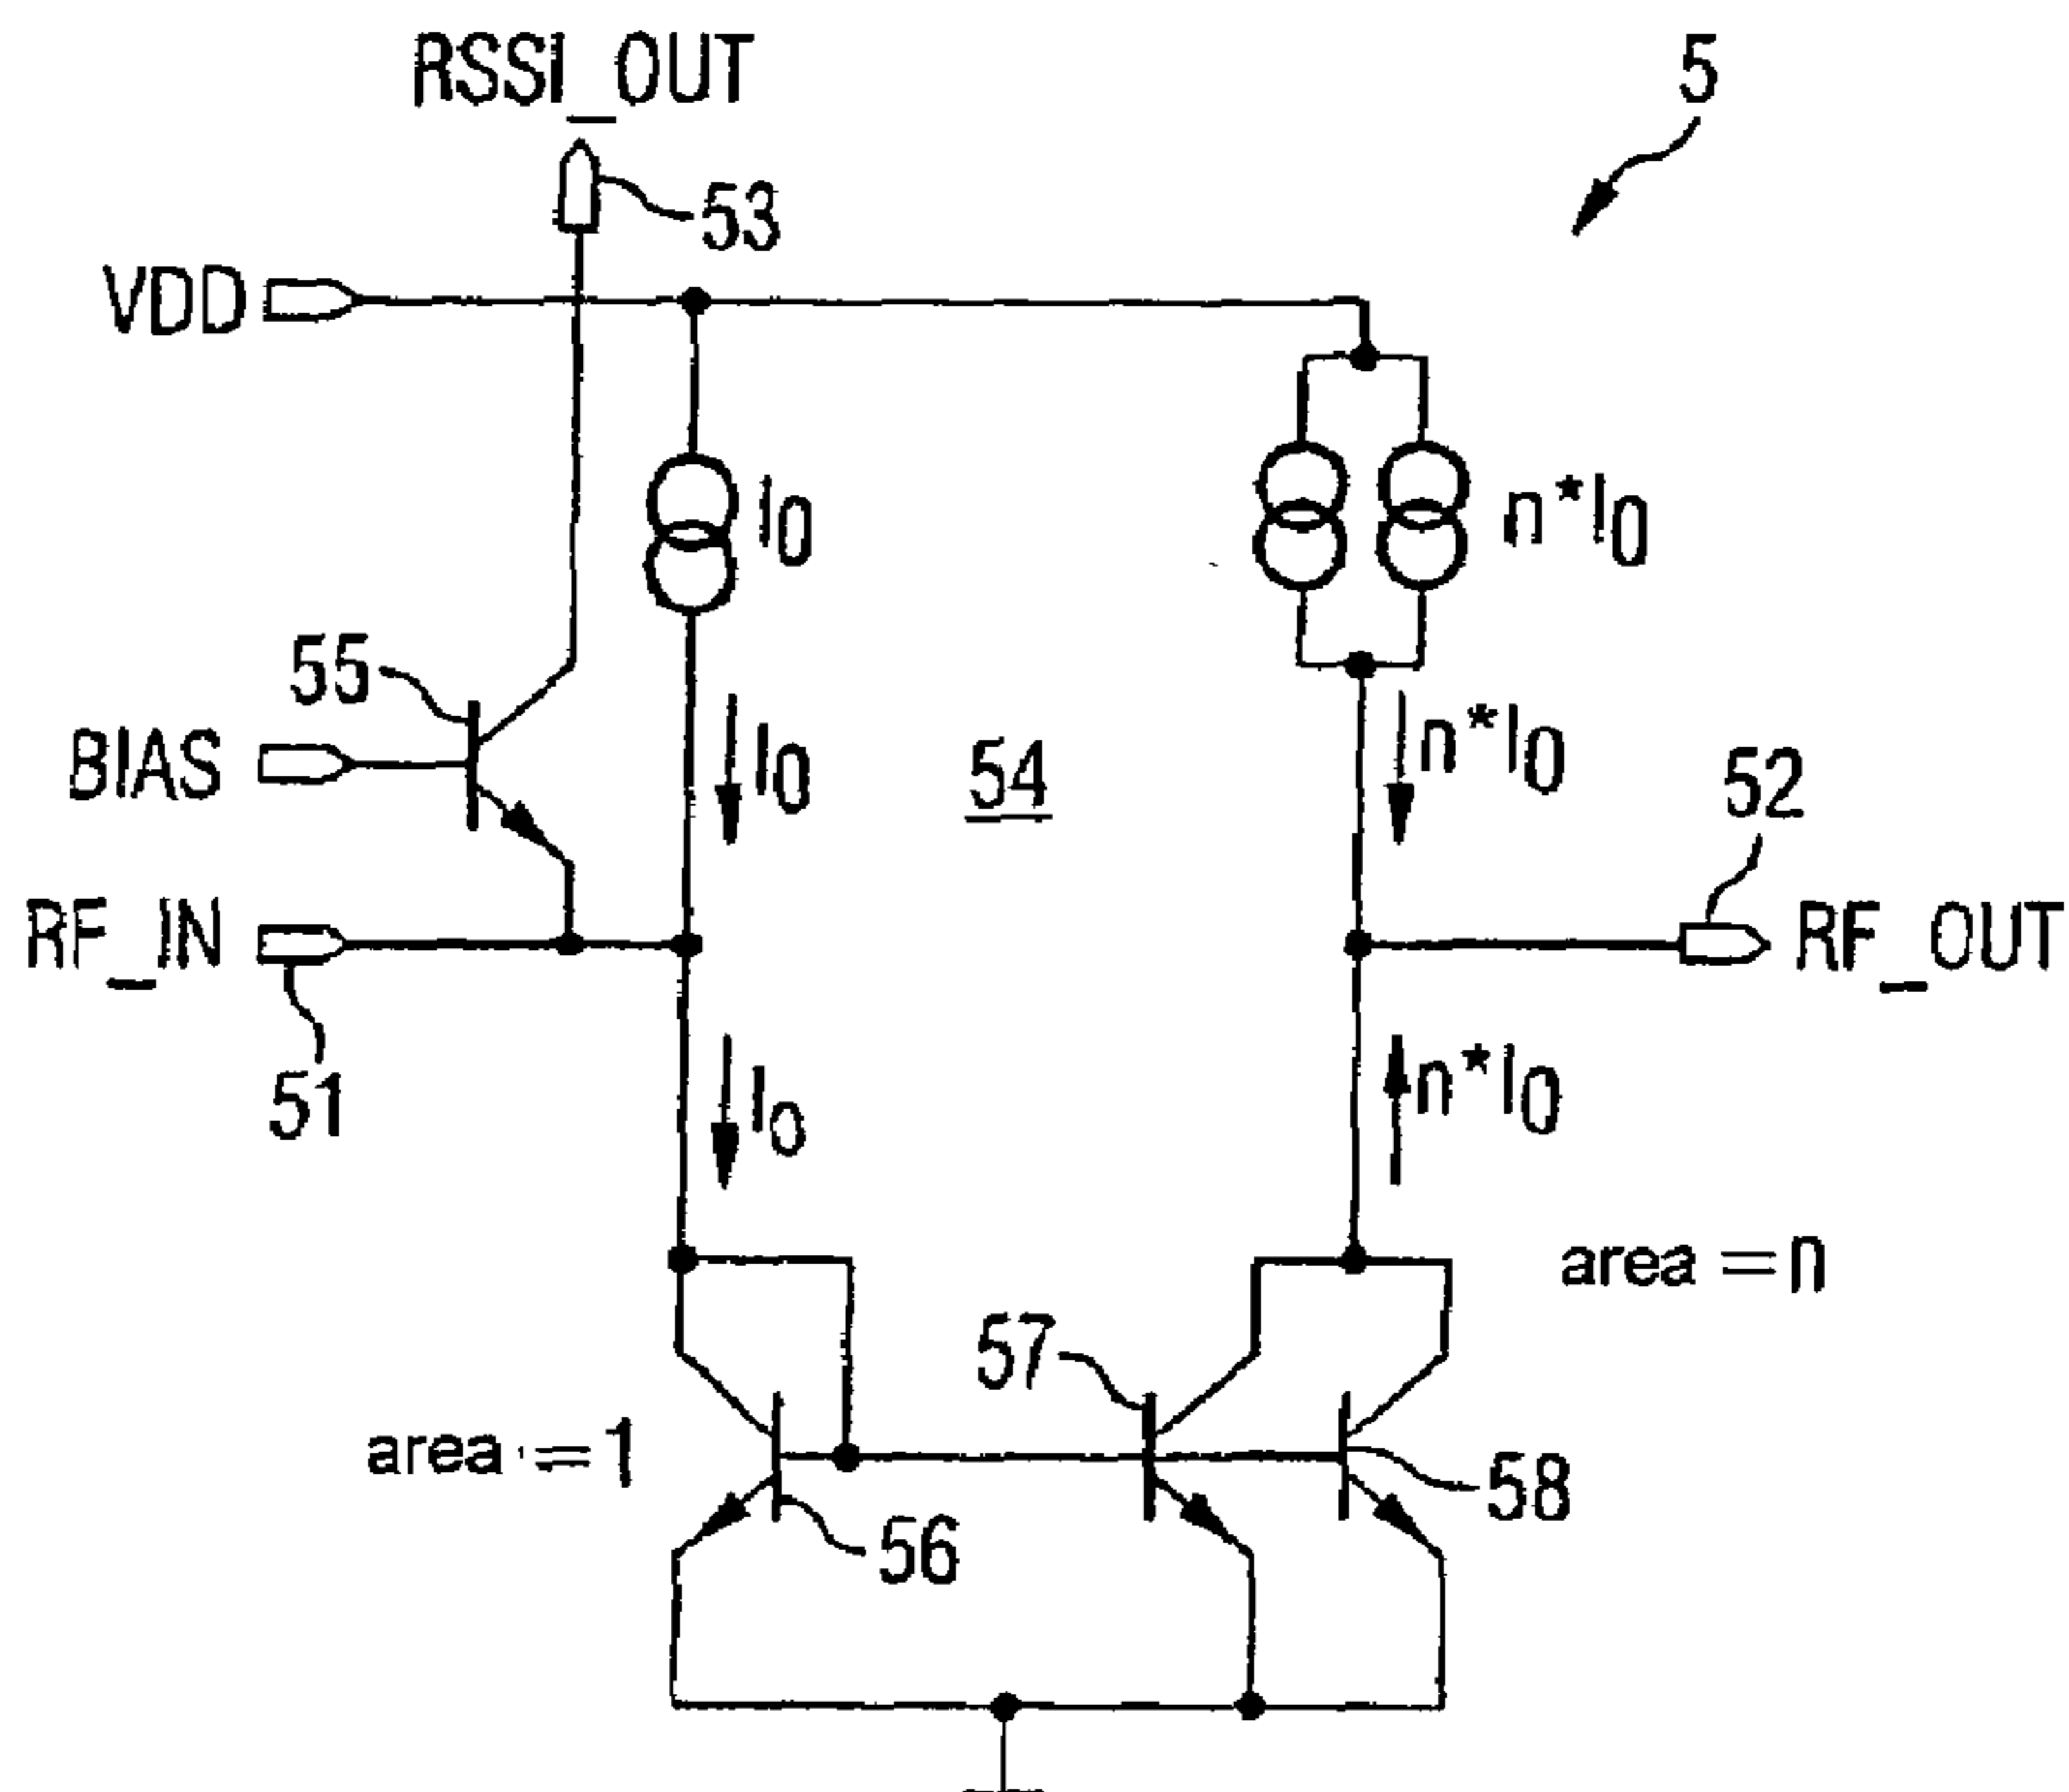 RSSI_OUT
5
53
VDD
I0
n*I0
55
BIAS
I0
54
n*I0
52
RF_IN
RF_OUT
51
I0
n*I0
area = n
57
area = 1
58
56